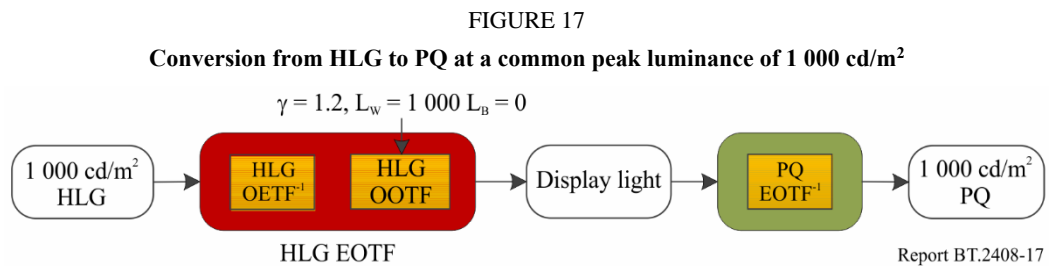 FIGURE 17
Conversion from HLG to PQ at a common peak luminance of 1 000 cd/m²
γ = 1.2, L_W = 1 000 L_B = 0
1 000 cd/m²
HLG
HLG
OETF⁻¹
HLG
OOTF
Display light
PQ
EOTF⁻¹
1 000 cd/m²
PQ
HLG EOTF
Report BT.2408-17